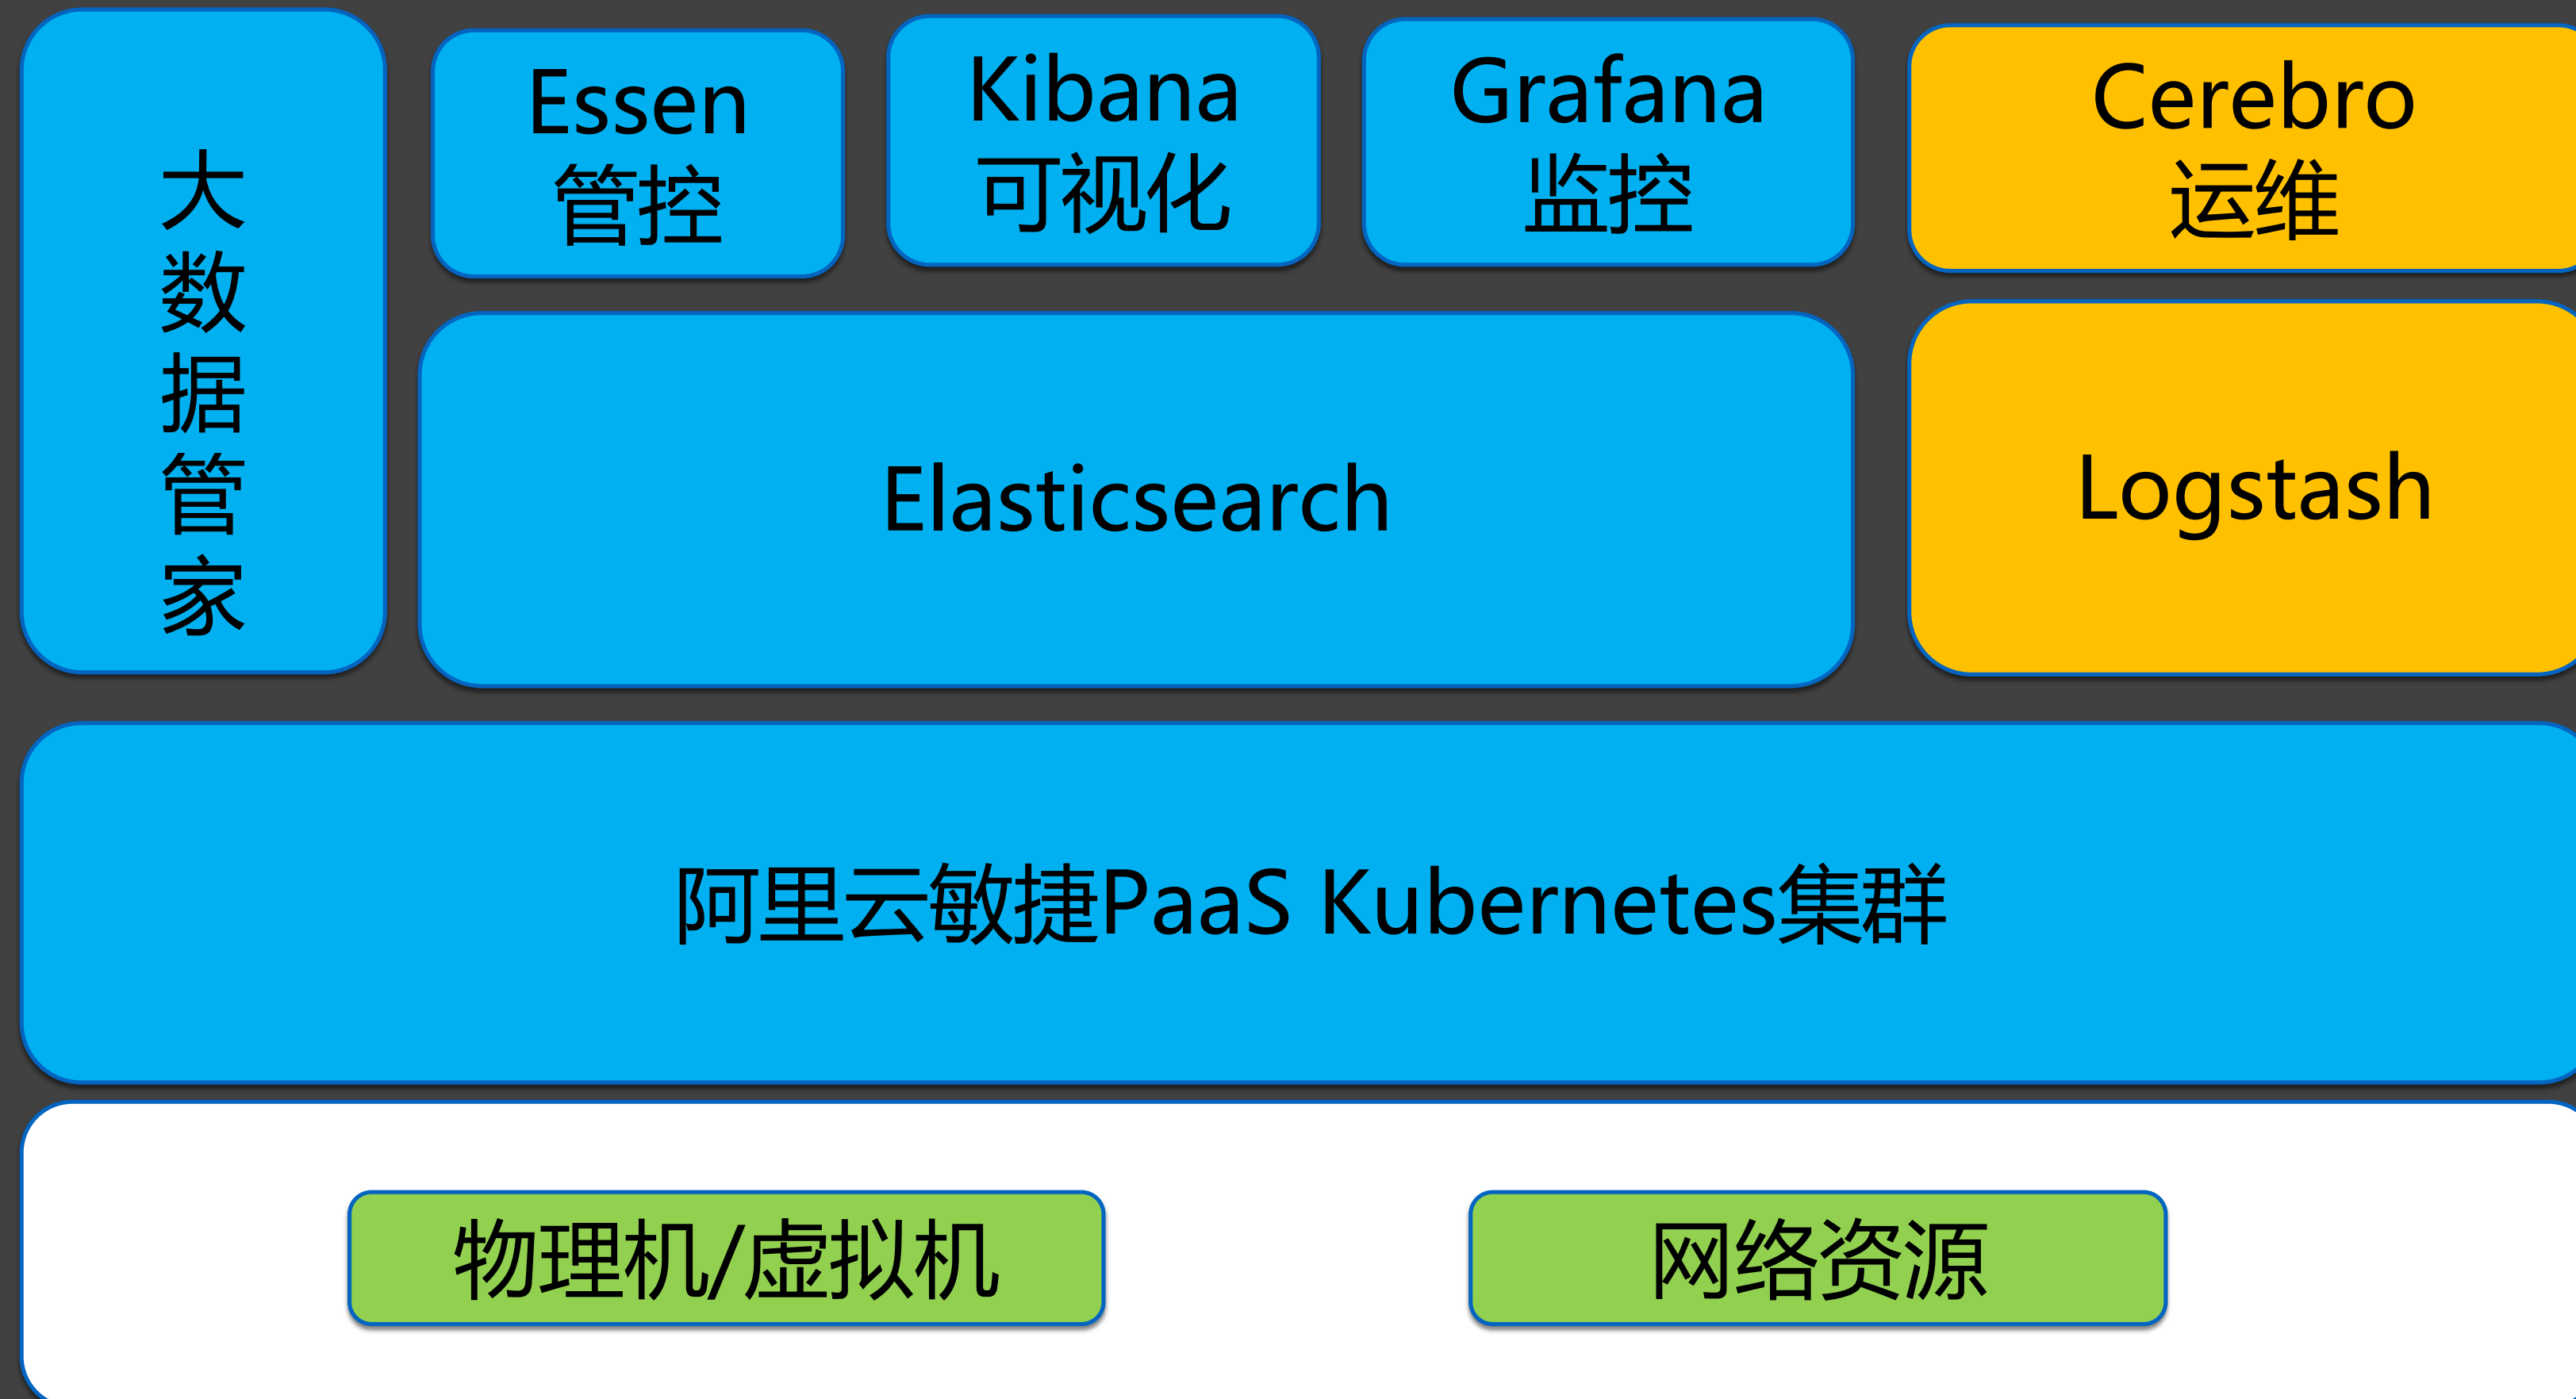 大
数
据
管
家
Essen
管控
Kibana
可视化
Grafana
监控
Cerebro
运维
Elasticsearch
Logstash
阿里云敏捷PaaS Kubernetes集群
物理机/虚拟机
网络资源